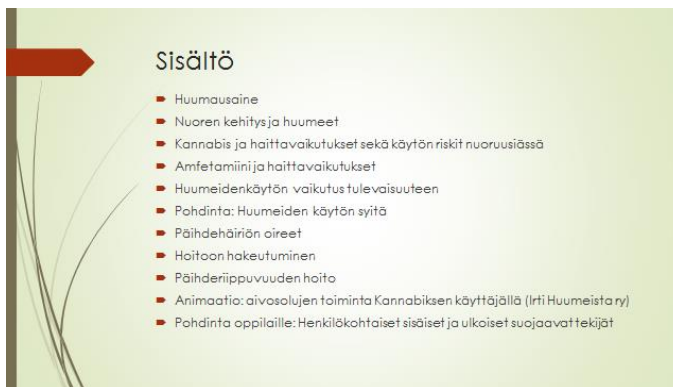 Sisältö
Huumausaine
Nuoren kehitys ja huumeet
Kannabis ja haittavaikutukset sekä käytön riskit nuoruusiässä
Amfetamiini ja haittavaikutukset
Huumeidenkäytön vaikutus tulevaisuuteen
Pohdinta: Huumeiden käytön syitä
Päihdehäiriön oireet
Hoitoon hakeutuminen
Päihderiippuvuuden hoito
Animaatio: aivosolujen toiminta Kannabiksen käyttäjällä (Irti Huumeista ry)
Pohdinta oppilaille: Henkilökohtaiset sisäiset ja ulkoiset suojaavat tekijät